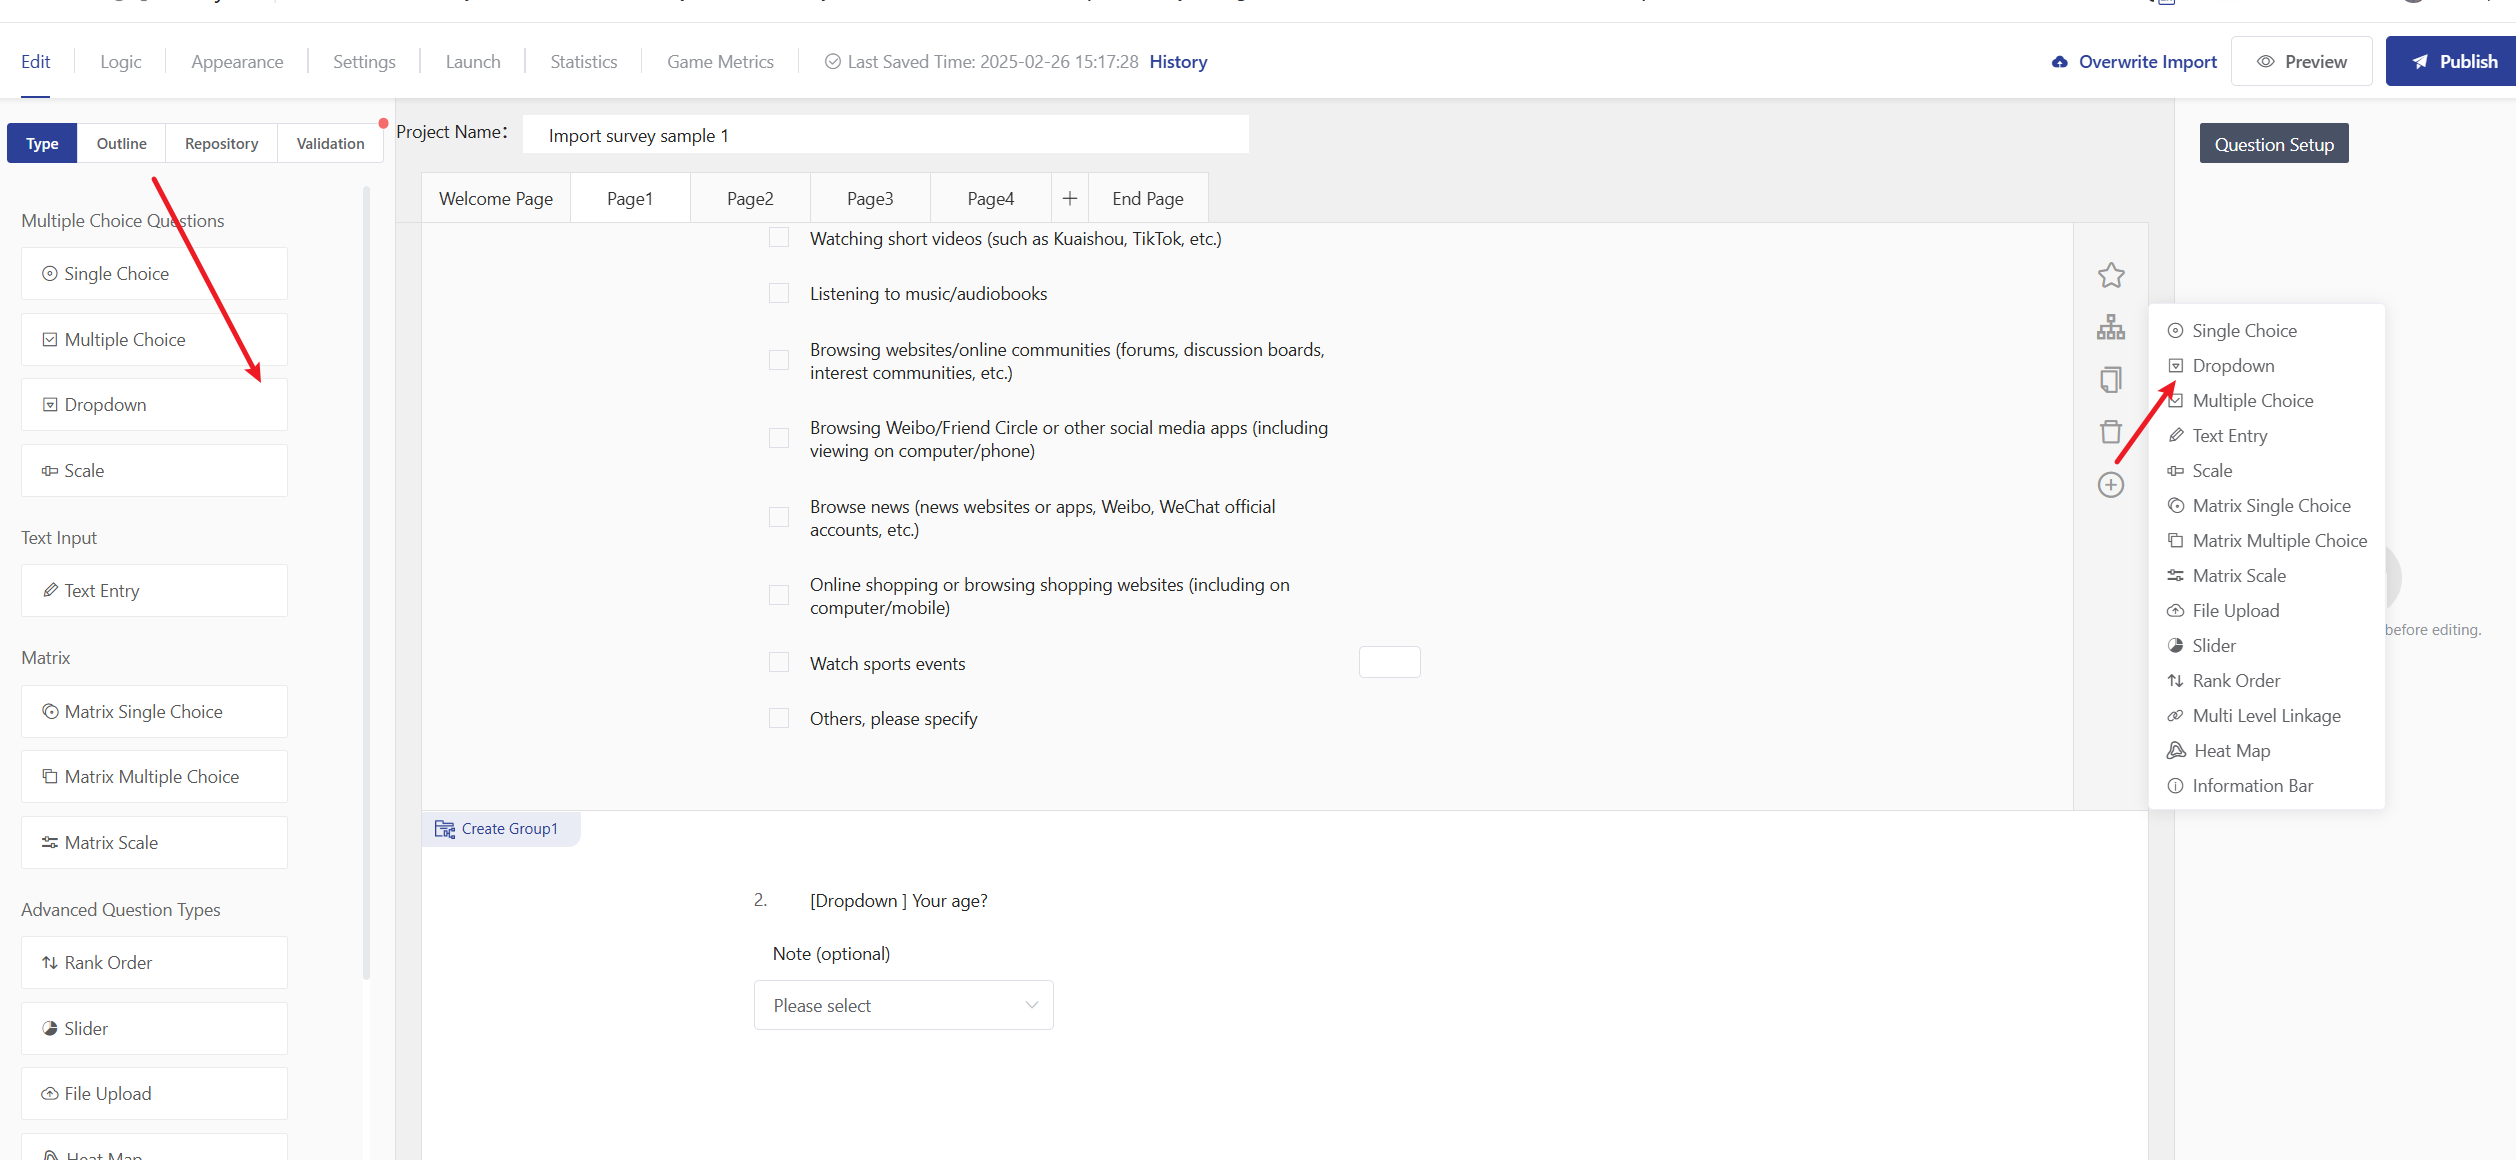 Edit
Logic
Appearance
Settings
Launch
Statistics
Game Metrics
Last Saved Time: 2025-02-26 15:17:28 History
Overwrite Import
Preview
Publish
Type
Outline
Repository
Validation
Project Name：
Import survey sample 1
Question Setup
Welcome Page
Page1
Page2
Page3
Page4
+
End Page
Multiple Choice Questions
Single Choice
Multiple Choice
Dropdown
Scale
Text Input
Text Entry
Matrix
Matrix Single Choice
Matrix Multiple Choice
Matrix Scale
Advanced Question Types
Rank Order
Slider
File Upload
Heat Map
Watching short videos (such as Kuaishou, TikTok, etc.)
Listening to music/audiobooks
Browsing websites/online communities (forums, discussion boards,
interest communities, etc.)
Browsing Weibo/Friend Circle or other social media apps (including
viewing on computer/phone)
Browse news (news websites or apps, Weibo, WeChat official
accounts, etc.)
Online shopping or browsing shopping websites (including on
computer/mobile)
Watch sports events
Others, please specify
Create Group1
2. [Dropdown ] Your age?
Note (optional)
Please select
Single Choice
Dropdown
Multiple Choice
Text Entry
Scale
Matrix Single Choice
Matrix Multiple Choice
Matrix Scale
File Upload
Slider
Rank Order
Multi Level Linkage
Heat Map
Information Bar
before editing.